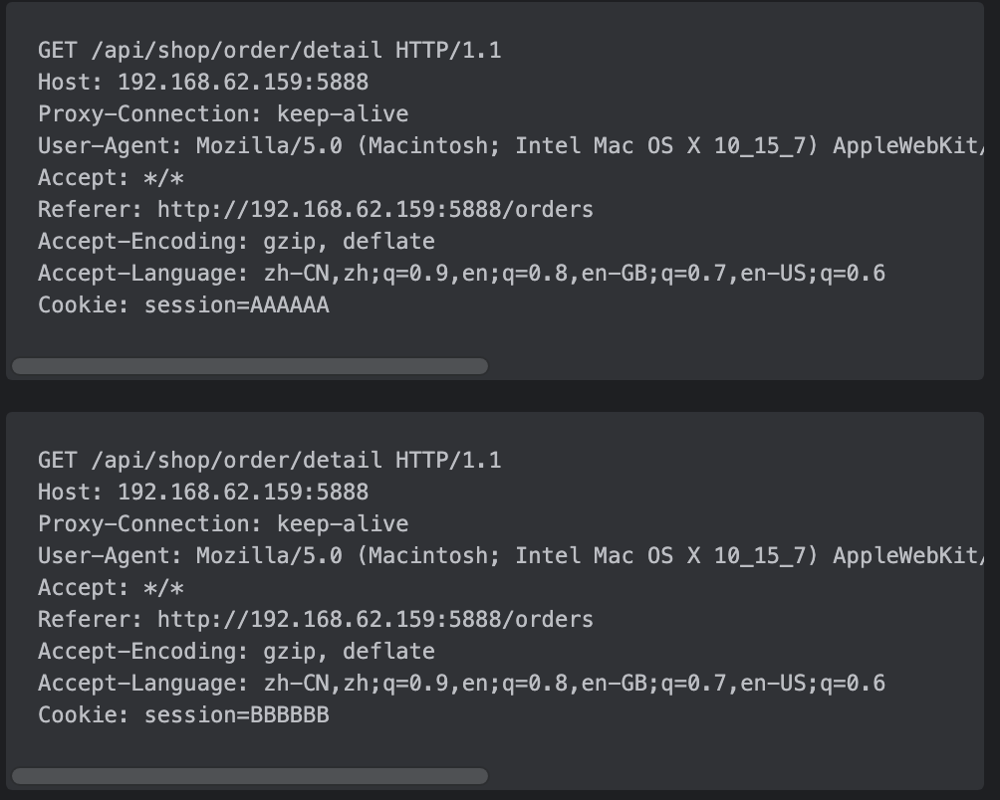 GET /api/shop/order/detail HTTP/1.1
Host: 192.168.62.159:5888
Proxy-Connection: keep-alive
User-Agent: Mozilla/5.0 (Macintosh; Intel Mac OS X 10_15_7) AppleWebKit/
Accept: */*
Referer: http://192.168.62.159:5888/orders
Accept-Encoding: gzip, deflate
Accept-Language: zh-CN,zh;q=0.9,en;q=0.8,en-GB;q=0.7,en-US;q=0.6
Cookie: session=AAAAAA
GET /api/shop/order/detail HTTP/1.1
Host: 192.168.62.159:5888
Proxy-Connection: keep-alive
User-Agent: Mozilla/5.0 (Macintosh; Intel Mac OS X 10_15_7) AppleWebKit/
Accept: */*
Referer: http://192.168.62.159:5888/orders
Accept-Encoding: gzip, deflate
Accept-Language: zh-CN,zh;q=0.9,en;q=0.8,en-GB;q=0.7,en-US;q=0.6
Cookie: session=BBBBBB